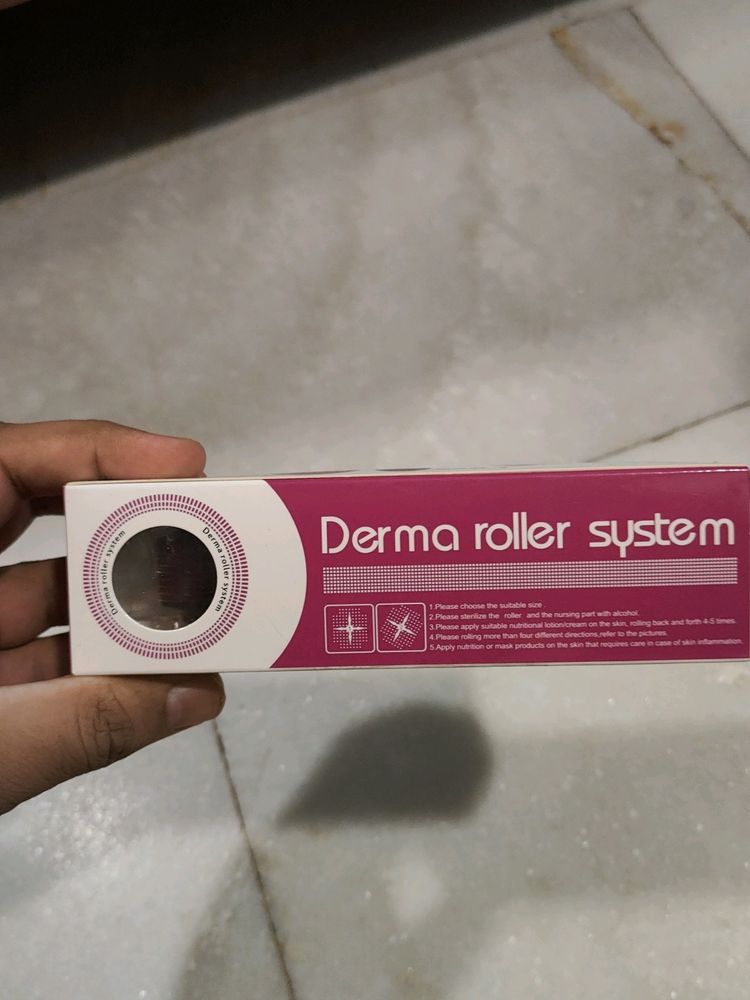 Derma roller system
Derma roller system
Derma roller system
1.Please choose the suitable size .
2.Please sterilize the roller and the nursing part with alcohol.
3.Please apply suitable nutritional lotion/cream on the skin, rolling back and forth 4-5 times.
4.Please rolling more than four different directions,refer to the pictures.
5.Apply nutrition or mask products on the skin that requires care in case of skin inflammation.